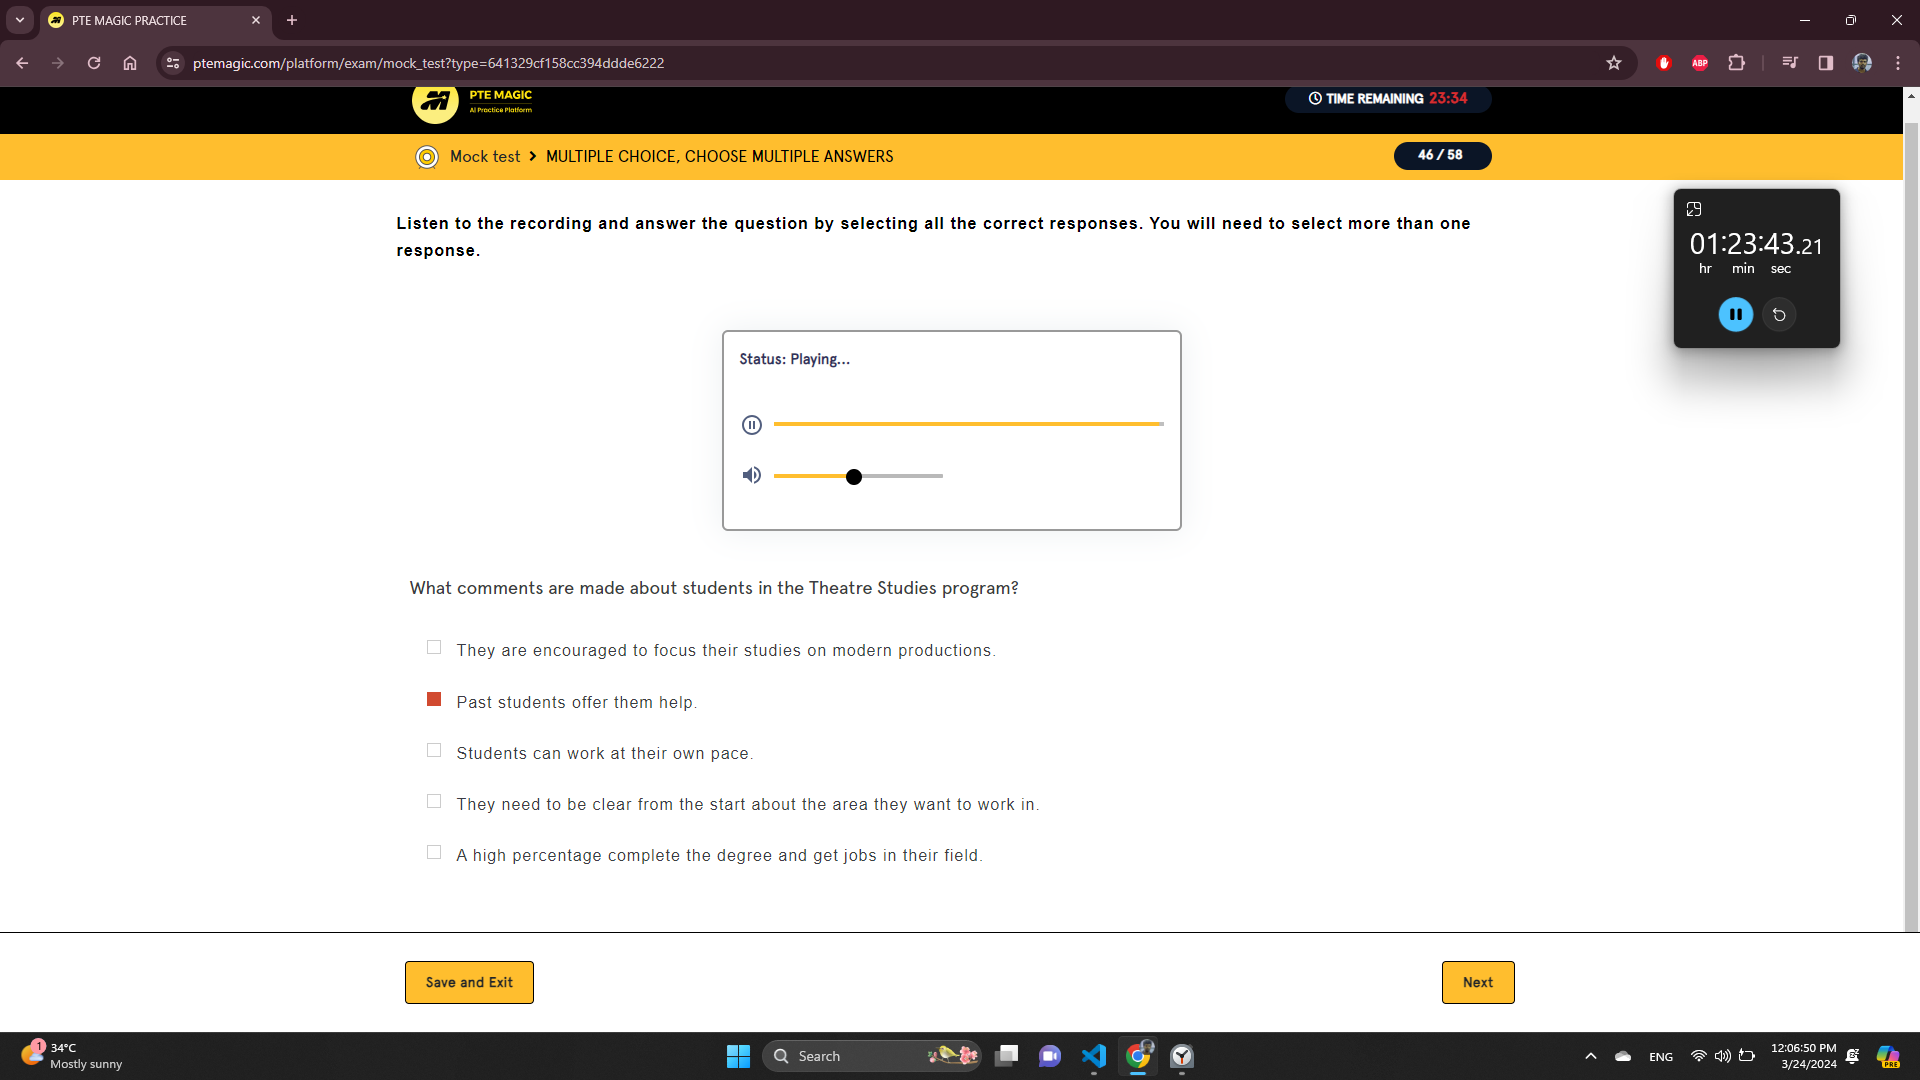 PTE MAGIC PRACTICE
ptemagic.com/platform/exam/mock_test?type=641329cf158cc394ddde6222
ABP
PTE MAGIC
AI Practice Platform
TIME REMAINING 23:34
Mock test > MULTIPLE CHOICE, CHOOSE MULTIPLE ANSWERS
46 / 58
Listen to the recording and answer the question by selecting all the correct responses. You will need to select more than one
response.
01:23:43.21
hr min sec
Status: Playing...
What comments are made about students in the Theatre Studies program?
They are encouraged to focus their studies on modern productions.
Past students offer them help.
Students can work at their own pace.
They need to be clear from the start about the area they want to work in.
A high percentage complete the degree and get jobs in their field.
Save and Exit
Next
1
34°C
Mostly sunny
Search
ENG
12:06:50 PM
3/24/2024
PRE